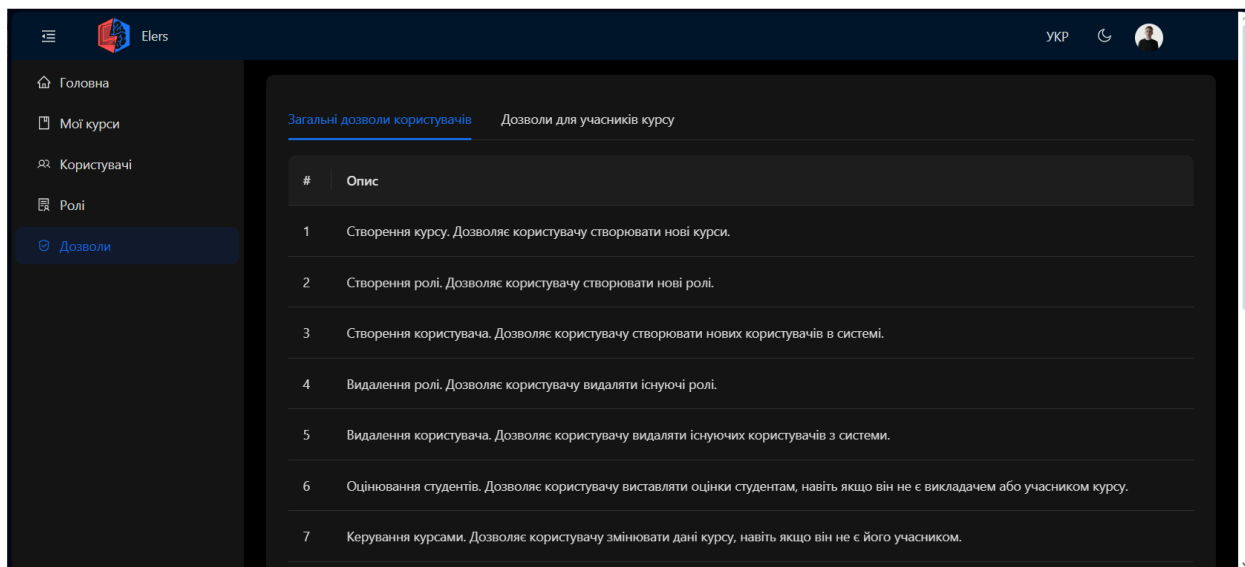 Elers
УКР
Головна
Мої курси
Користувачі
Ролі
Дозволи
Загальні дозволи користувачів
Дозволи для учасників курсу
# Опис
1 Створення курсу. Дозволяє користувачу створювати нові курси.
2 Створення ролі. Дозволяє користувачу створювати нові ролі.
3 Створення користувача. Дозволяє користувачу створювати нових користувачів в системі.
4 Видалення ролі. Дозволяє користувачу видаляти існуючі ролі.
5 Видалення користувача. Дозволяє користувачу видаляти існуючих користувачів з системи.
6 Оцінювання студентів. Дозволяє користувачу виставляти оцінки студентам, навіть якщо він не є викладачем або учасником курсу.
7 Керування курсами. Дозволяє користувачу змінювати дані курсу, навіть якщо він не є його учасником.